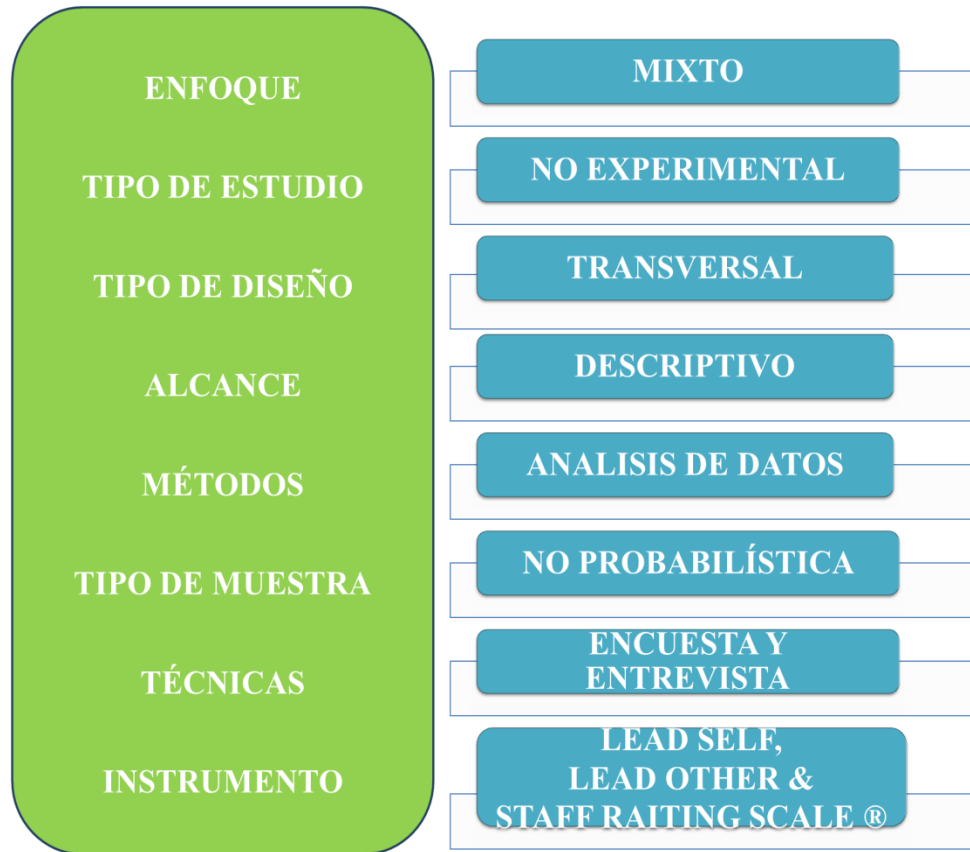 ENFOQUE
MIXTO
TIPO DE ESTUDIO
NO EXPERIMENTAL
TIPO DE DISEÑO
TRANSVERSAL
ALCANCE
DESCRIPTIVO
MÉTODOS
ANALISIS DE DATOS
TIPO DE MUESTRA
NO PROBABILÍSTICA
TÉCNICAS
ENCUESTA Y
ENTREVISTA
INSTRUMENTO
LEAD SELF,
LEAD OTHER &
STAFF RAITING SCALE ®